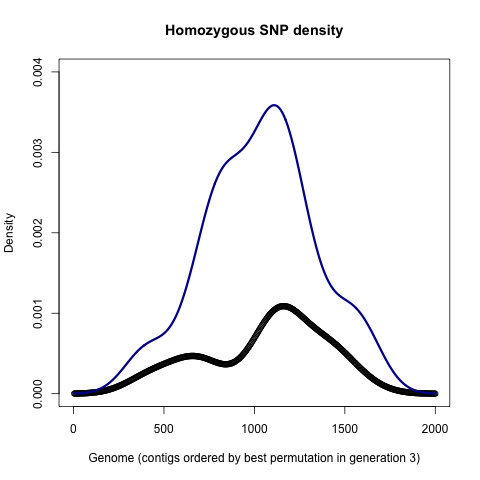 Homozygous SNP density
Density
0.004
0.003
0.002
0.001
0.000
0 500 1000 1500 2000
Genome (contigs ordered by best permutation in generation 3)